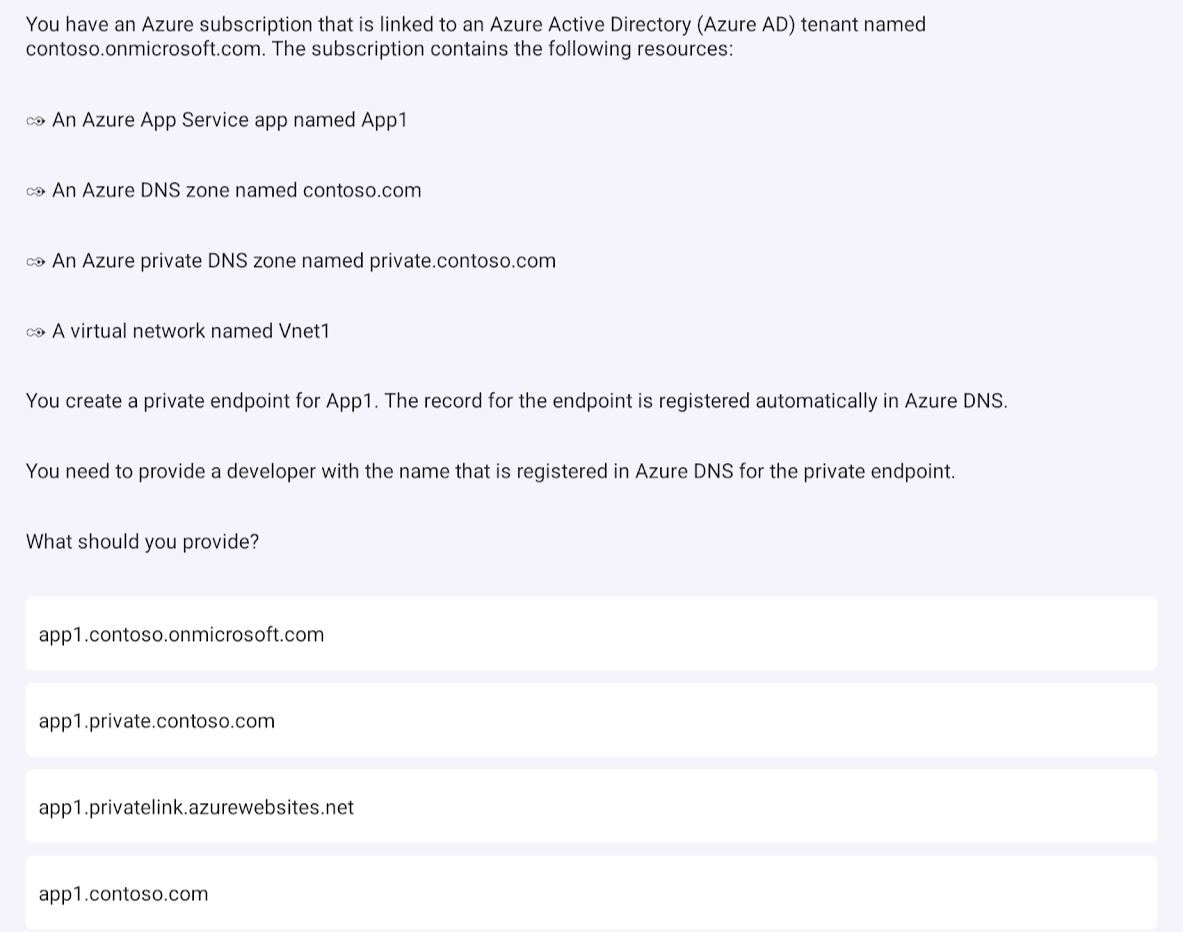 You have an Azure subscription that is linked to an Azure Active Directory (Azure AD) tenant named
contoso.onmicrosoft.com. The subscription contains the following resources:
An Azure App Service app named App1
An Azure DNS zone named contoso.com
An Azure private DNS zone named private.contoso.com
A virtual network named Vnet1
You create a private endpoint for App1. The record for the endpoint is registered automatically in Azure DNS.
You need to provide a developer with the name that is registered in Azure DNS for the private endpoint.
What should you provide?
app1.contoso.onmicrosoft.com
app1.private.contoso.com
app1.privatelink.azurewebsites.net
app1.contoso.com